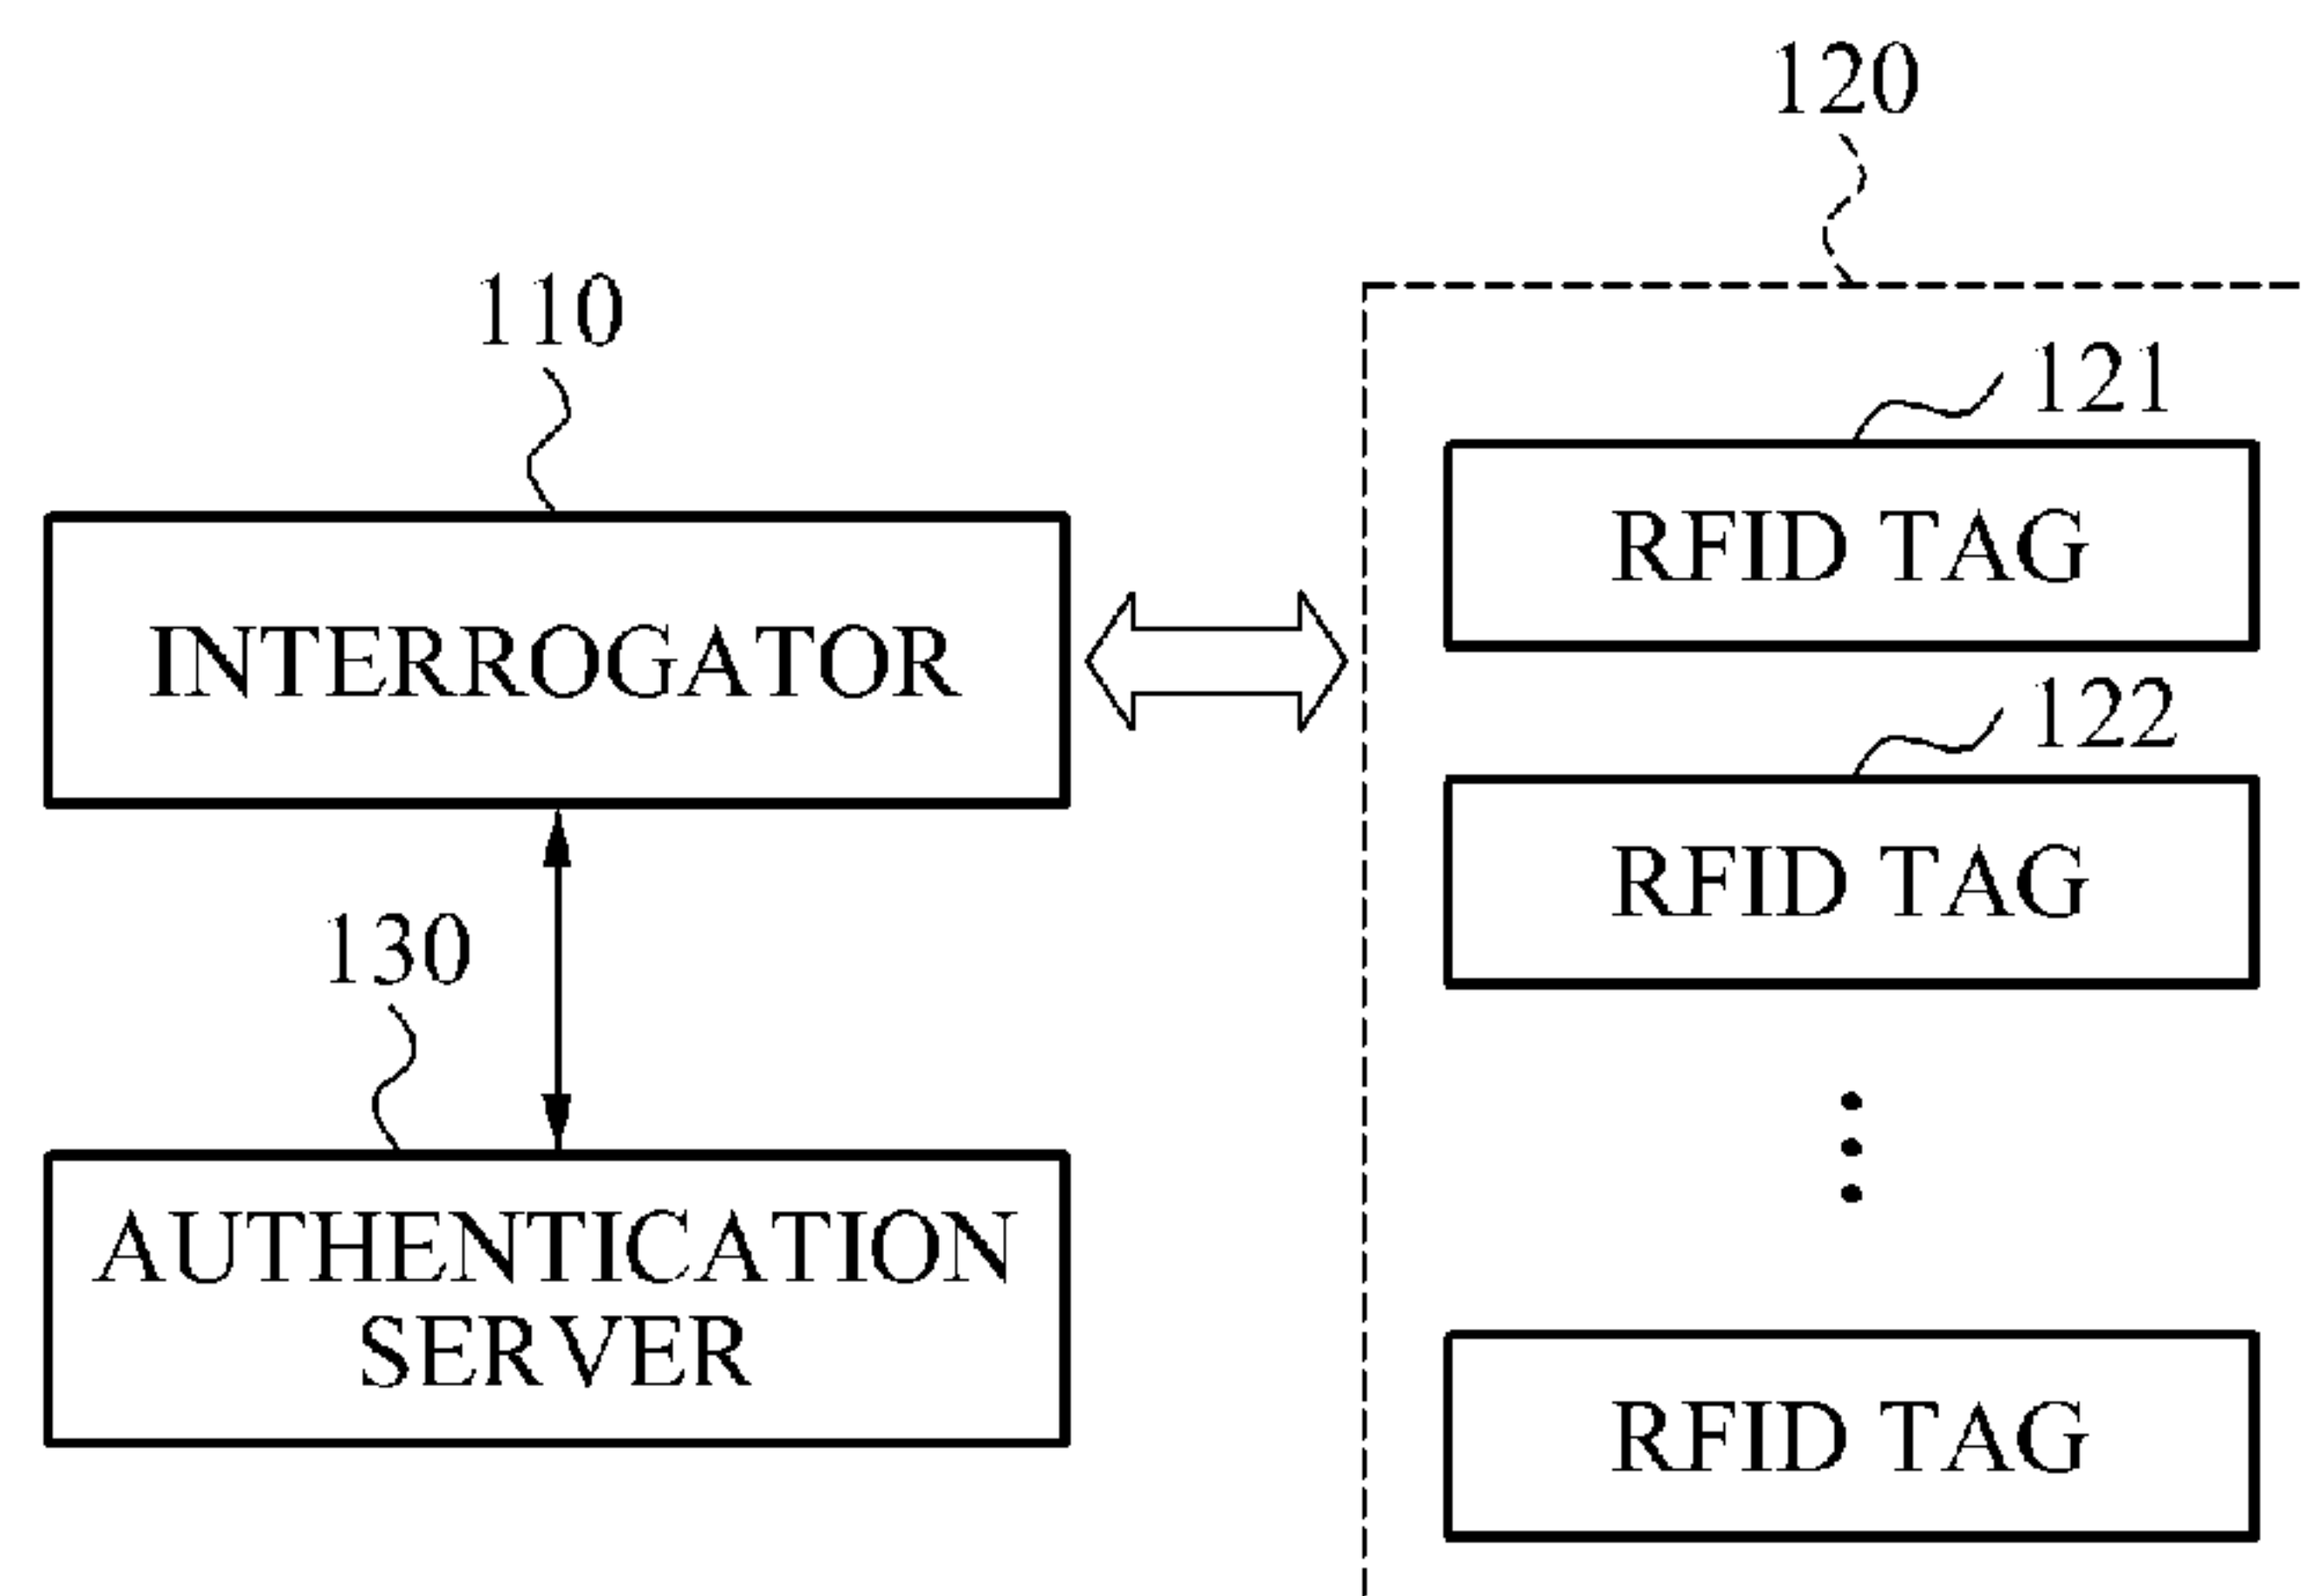 120
110
121
RFID TAG
INTERROGATOR
122
RFID TAG
130
AUTHENTICATION
SERVER
RFID TAG